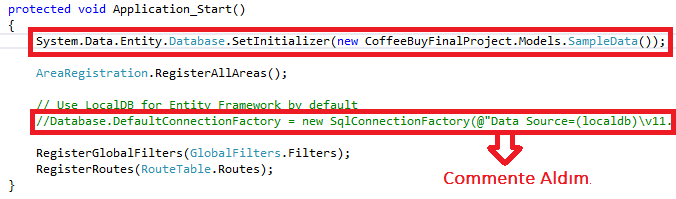 protected void Application_Start()
{
System.Data.Entity.Database.SetInitializer(new CoffeeBuyFinalProject.Models.SampleData());
AreaRegistration.RegisterAllAreas();
// Use LocalDB for Entity Framework by default
//Database.DefaultConnectionFactory = new SqlConnectionFactory(@"Data Source=(localdb)\v11.
RegisterGlobalFilters(GlobalFilters.Filters);
RegisterRoutes(RouteTable.Routes);
Commente Aldım.
}